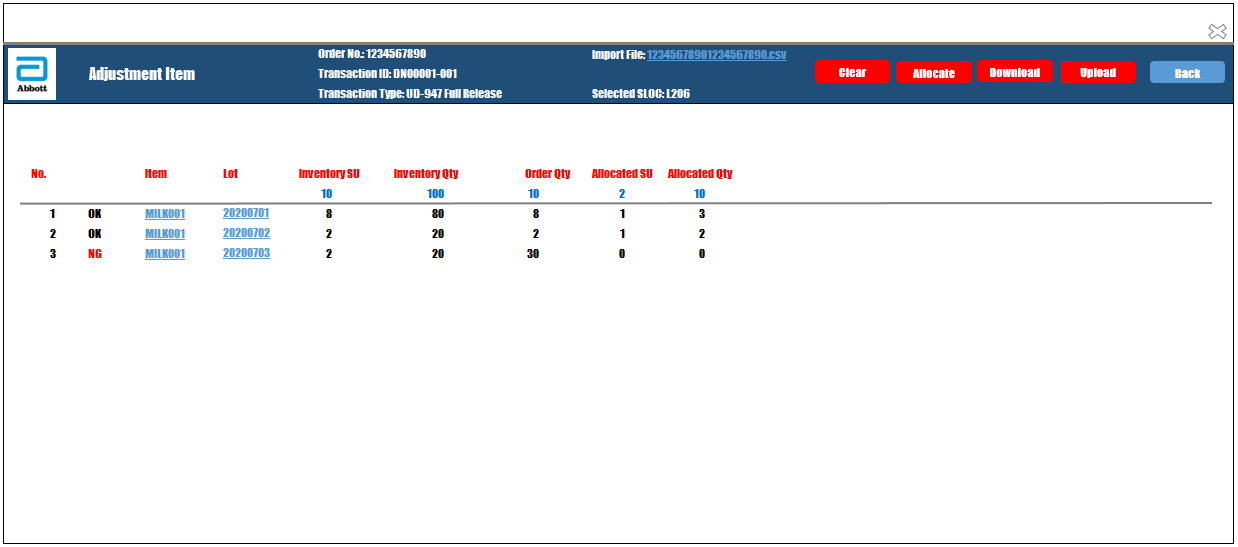 Abbott
Adjustment Item
Order No.: 1234567890
Transaction ID: DN00001-001
Transaction Type: UD-947 Full Release
Import File: 12345678901234567890.csv
Selected SLOC: L206
Clear Allocate Download Upload Back
No. Item Lot Inventory SU Inventory Qty Order Qty Allocated SU Allocated Qty
10 100 10 2 10
1 OK MILK001 20200701 8 80 8 1 3
2 OK MILK001 20200702 2 20 2 1 2
3 NG MILK001 20200703 2 20 30 0 0